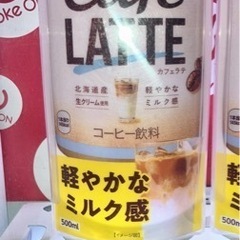 Café
LATTE
カフェラテ
北海道産
生クリーム使用
軽やかな
ミルク感
コーヒー飲料
軽やかな
ミルク感
500ml
【イメージ図】